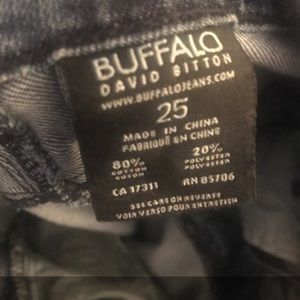 BUFFALO
DAVID BITTON
WWW.BUFFALOJEANS.COM
25
MADE IN CHINA
FABRIQUÉ EN CHINE
80% 20%
COTTON POLYESTER
COTON POLYESTER
CA 17311 RN 85706
SEE CARE ON REVERSE
VOIR VERSO POUR ENTRETIEN